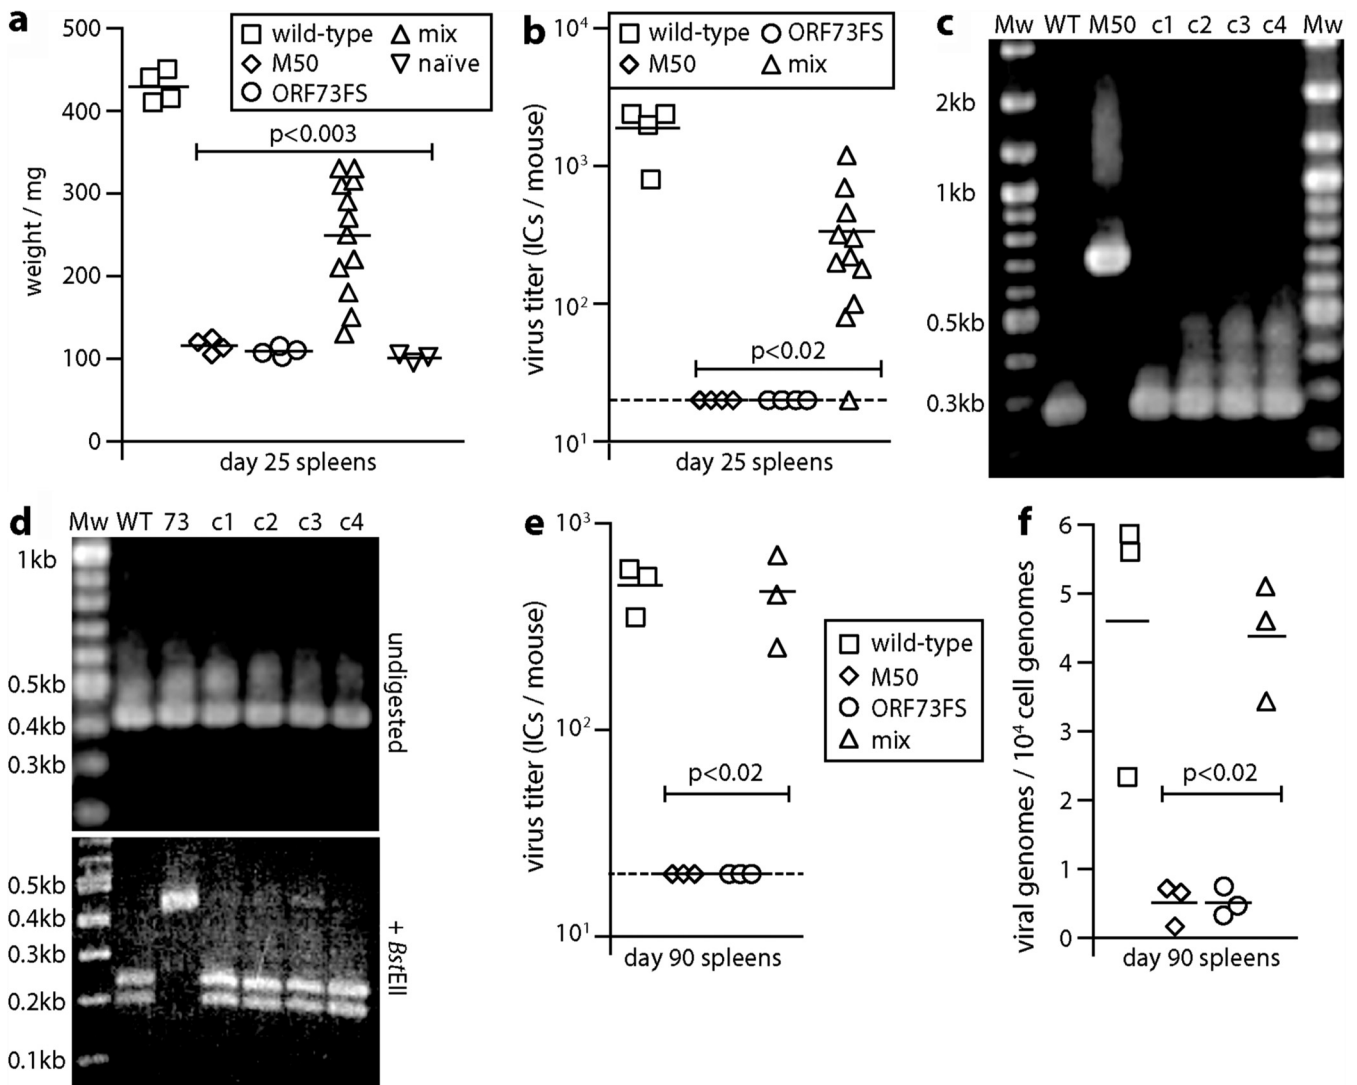 a
500
400
300
200
100
0
weight / mg
wild-type
mix
M50
naïve
ORF73FS
p<0.003
day 25 spleens
b
10⁴
10³
10²
10¹
virus titer (ICs / mouse)
wild-type
ORF73FS
M50
mix
p<0.02
day 25 spleens
c
Mw WT M50 c1 c2 c3 c4 Mw
2kb
1kb
0.5kb
0.3kb
d
Mw WT 73 c1 c2 c3 c4
1kb
0.5kb
0.4kb
0.3kb
undigested
0.5kb
0.4kb
0.3kb
0.2kb
0.1kb
+ BstEII
e
10³
10²
10¹
virus titer (ICs / mouse)
p<0.02
day 90 spleens
wild-type
M50
ORF73FS
mix
f
6
5
4
3
2
1
0
viral genomes / 10⁴ cell genomes
p<0.02
day 90 spleens